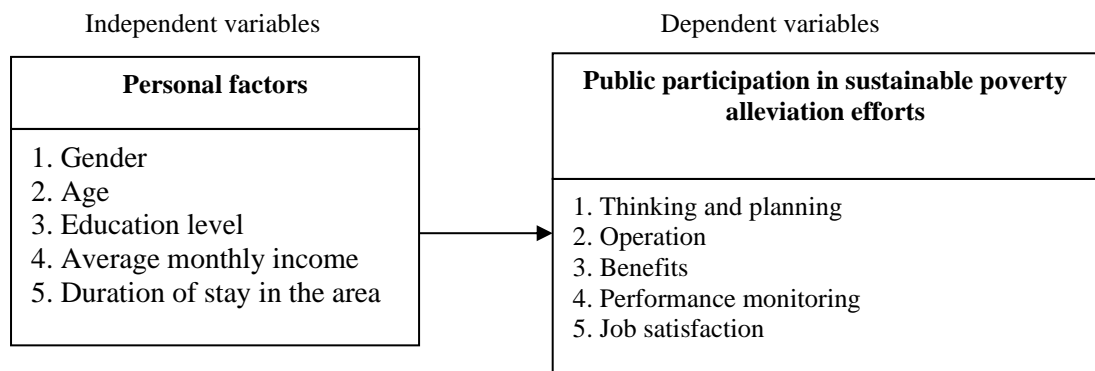 Independent variables
Personal factors
1. Gender
2. Age
3. Education level
4. Average monthly income
5. Duration of stay in the area
Dependent variables
Public participation in sustainable poverty
alleviation efforts
1. Thinking and planning
2. Operation
3. Benefits
4. Performance monitoring
5. Job satisfaction